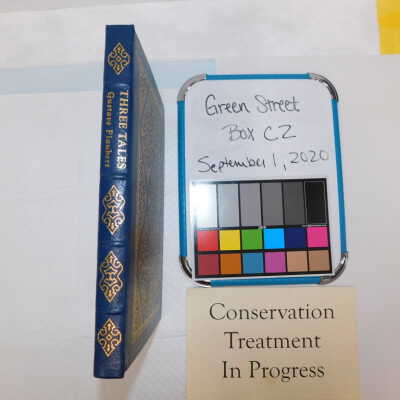 THREE TALES
Gustave Flaubert
Green Street
Box C2
September 1, 2020
Conservation
Treatment
In Progress